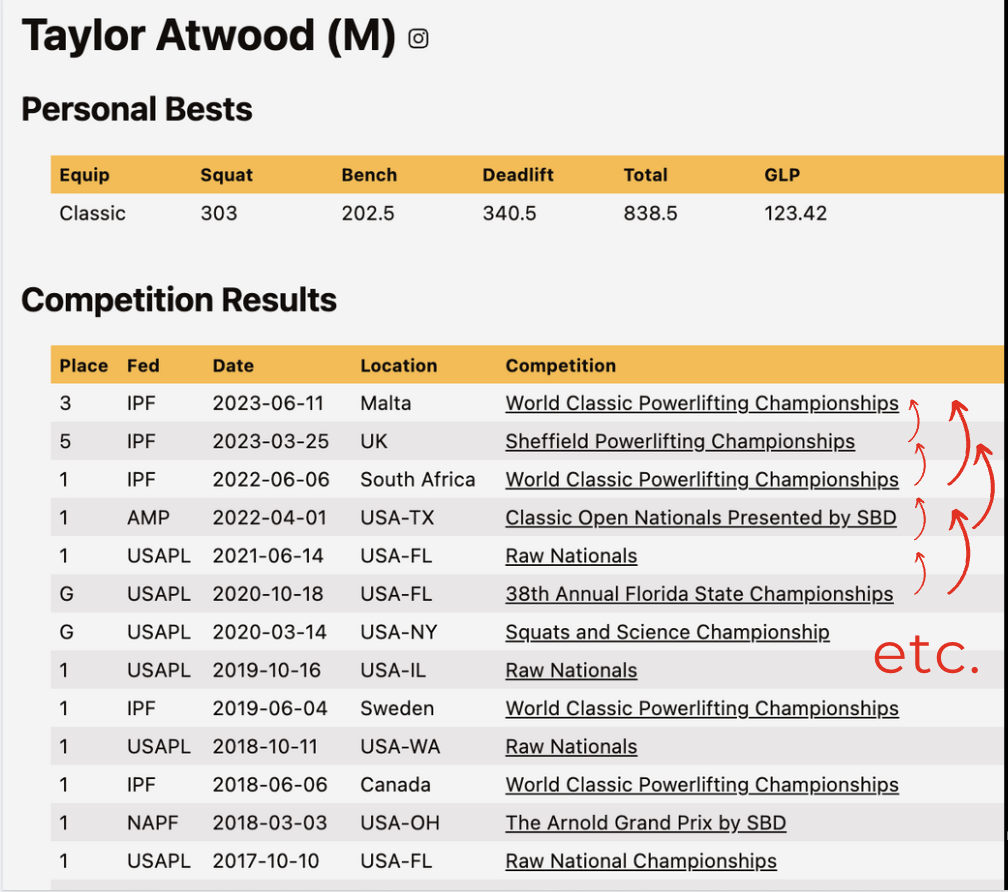 Taylor Atwood (M)
Personal Bests
Equip Squat Bench Deadlift Total GLP
Classic 303 202.5 340.5 838.5 123.42
Competition Results
Place Fed Date Location Competition
3 IPF 2023-06-11 Malta World Classic Powerlifting Championships
5 IPF 2023-03-25 UK Sheffield Powerlifting Championships
1 IPF 2022-06-06 South Africa World Classic Powerlifting Championships
1 AMP 2022-04-01 USA-TX Classic Open Nationals Presented by SBD
1 USAPL 2021-06-14 USA-FL Raw Nationals
G USAPL 2020-10-18 USA-FL 38th Annual Florida State Championships
G USAPL 2020-03-14 USA-NY Squats and Science Championship
etc.
1 USAPL 2019-10-16 USA-IL Raw Nationals
1 IPF 2019-06-04 Sweden World Classic Powerlifting Championships
1 USAPL 2018-10-11 USA-WA Raw Nationals
1 IPF 2018-06-06 Canada World Classic Powerlifting Championships
1 NAPF 2018-03-03 USA-OH The Arnold Grand Prix by SBD
1 USAPL 2017-10-10 USA-FL Raw National Championships